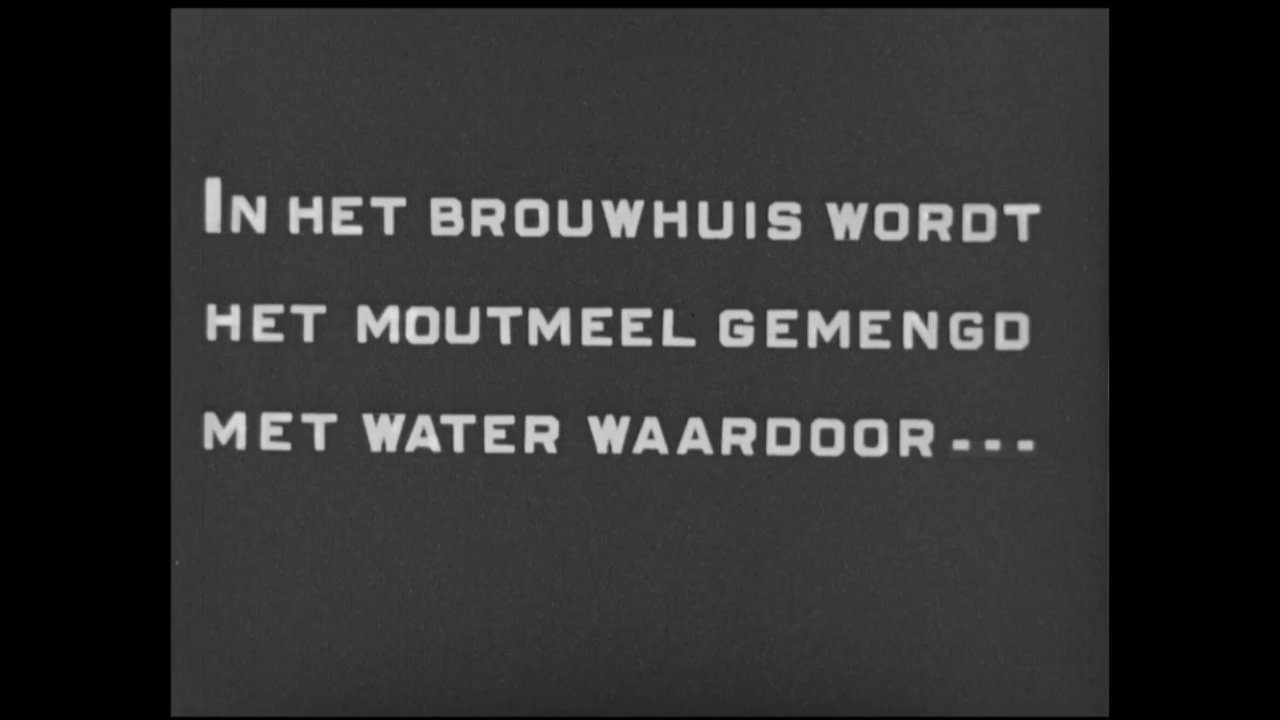 IN HET BROUWHUIS WORDT
HET MOUTMEEL GEMENGD
MET WATER WAARDOOR---